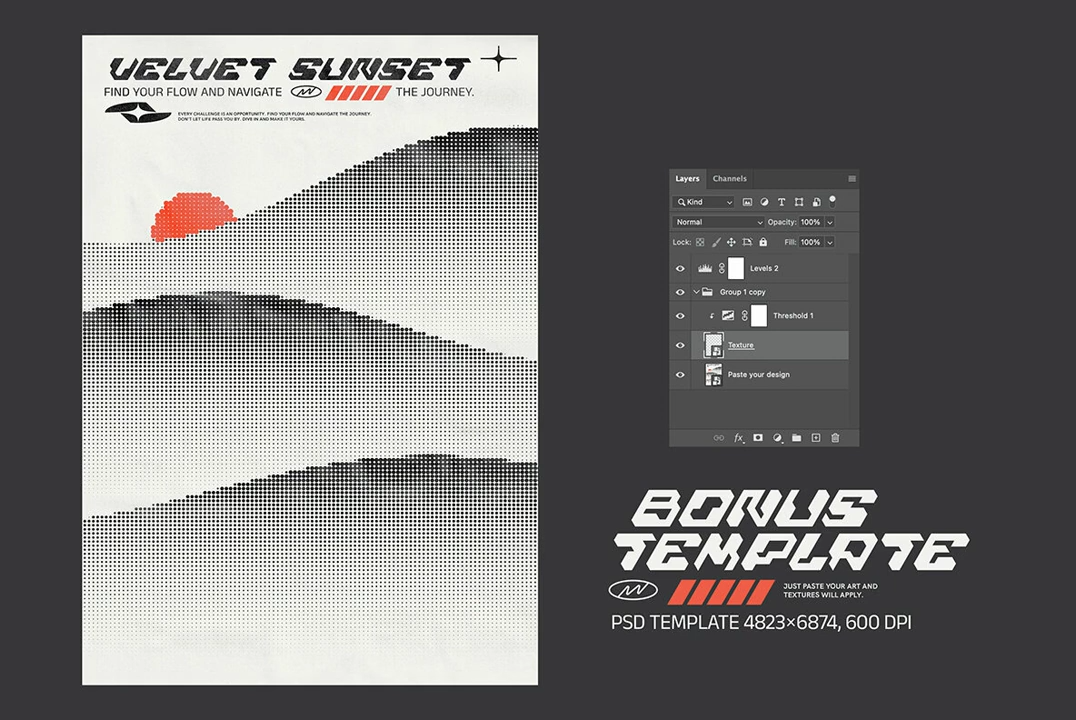 VELVET SUNSET
FIND YOUR FLOW AND NAVIGATE THE JOURNEY.
EVERY CHALLENGE IS AN OPPORTUNITY. FIND YOUR FLOW AND NAVIGATE THE JOURNEY.
DON'T LET LIFE PASS YOU BY. DIVE IN AND MAKE IT YOURS.
Layers Channels
Kind
Normal Opacity: 100%
Lock: Fill: 100%
Levels 2
Group 1 copy
Threshold 1
Texture
Paste your design
fx
BONUS
TEMPLATE
JUST PASTE YOUR ART AND
TEXTURES WILL APPLY.
PSD TEMPLATE 4823×6874, 600 DPI